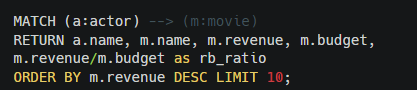 MATCH (a:actor) --> (m:movie)
RETURN a.name, m.name, m.revenue, m.budget,
m.revenue/m.budget as rb_ratio
ORDER BY m.revenue DESC LIMIT 10;